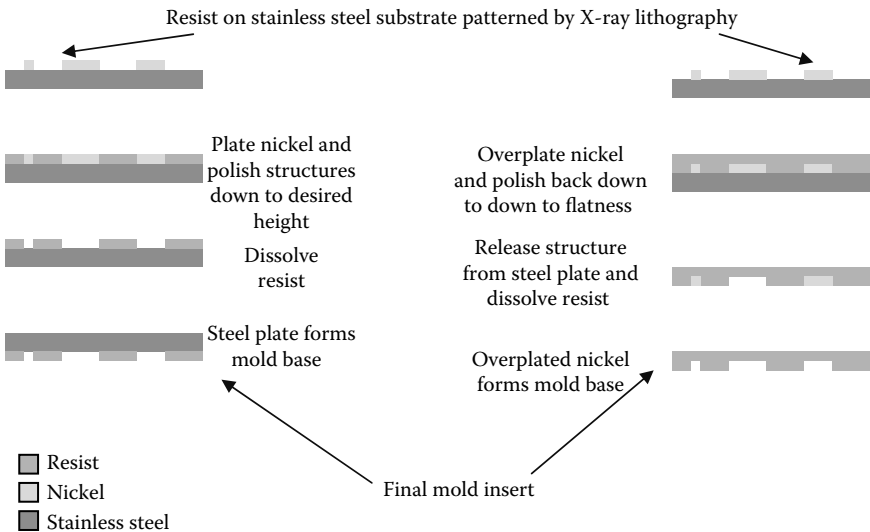 Resist on stainless steel substrate patterned by X-ray lithography
Plate nickel and
polish structures
down to desired
height
Dissolve
resist
Steel plate forms
mold base
Overplate nickel
and polish back down
to down to flatness
Release structure
from steel plate and
dissolve resist
Overplated nickel
forms mold base
Final mold insert
Resist
Nickel
Stainless steel